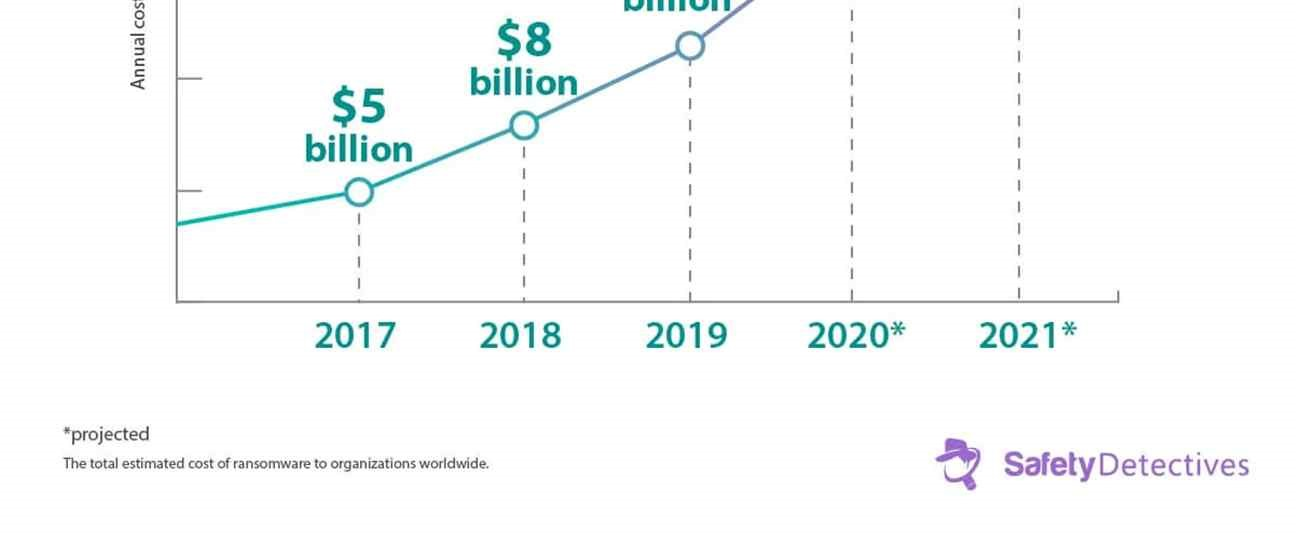 Annual cost
billion
$8
billion
$5
billion
2017 2018 2019 2020* 2021*
*projected
The total estimated cost of ransomware to organizations worldwide.
SafetyDetectives